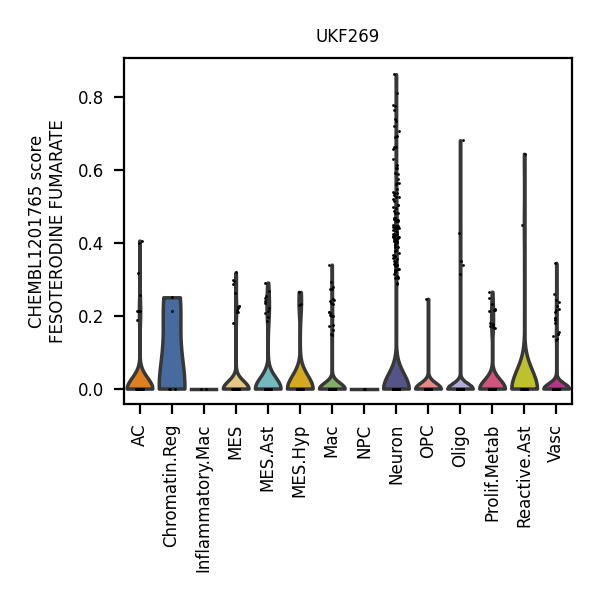 UKF269
CHEMBL1201765 score
FESOTERODINE FUMARATE
0.8
0.6
0.4
0.2
0.0
AC
Chromatin.Reg
Inflammatory.Mac
MES
MES.Ast
MES.Hyp
Mac
NPC
Neuron
OPC
Oligo
Prolif.Metab
Reactive.Ast
Vasc